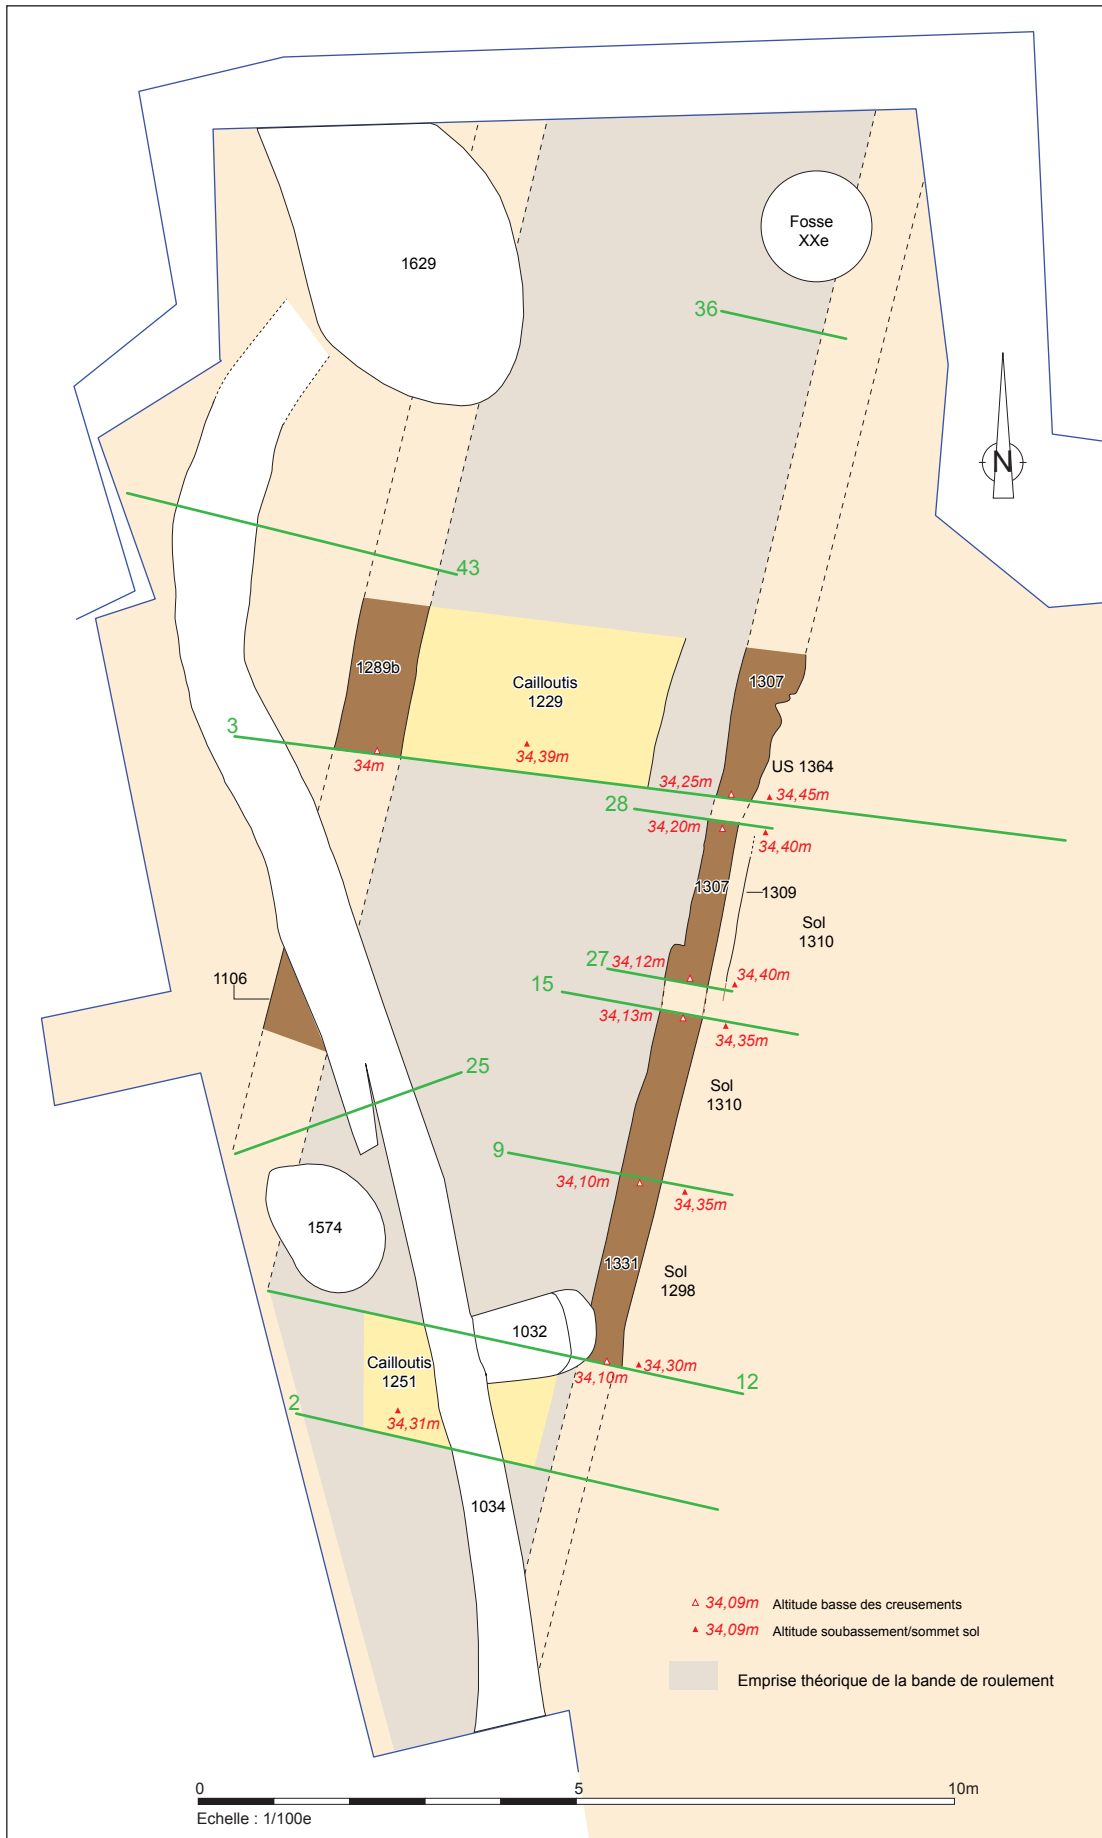 Fosse
XXe
1629
36
N
43
1289b
Cailloutis
1229
1307
3
34m
34,39m
US 1364
34,25m
34,45m
28
34,20m
34,40m
1307
1309
Sol
1310
27
34,12m
34,40m
1106
15
34,13m
34,35m
25
Sol
1310
9
34,10m
34,35m
1574
1331
Sol
1298
1032
Cailloutis
1251
34,30m
34,10m
12
2
34,31m
1034
34,09m Altitude basse des creusements
34,09m Altitude soubassement/sommet sol
Emprise théorique de la bande de roulement
0 5 10m
Echelle : 1/100e